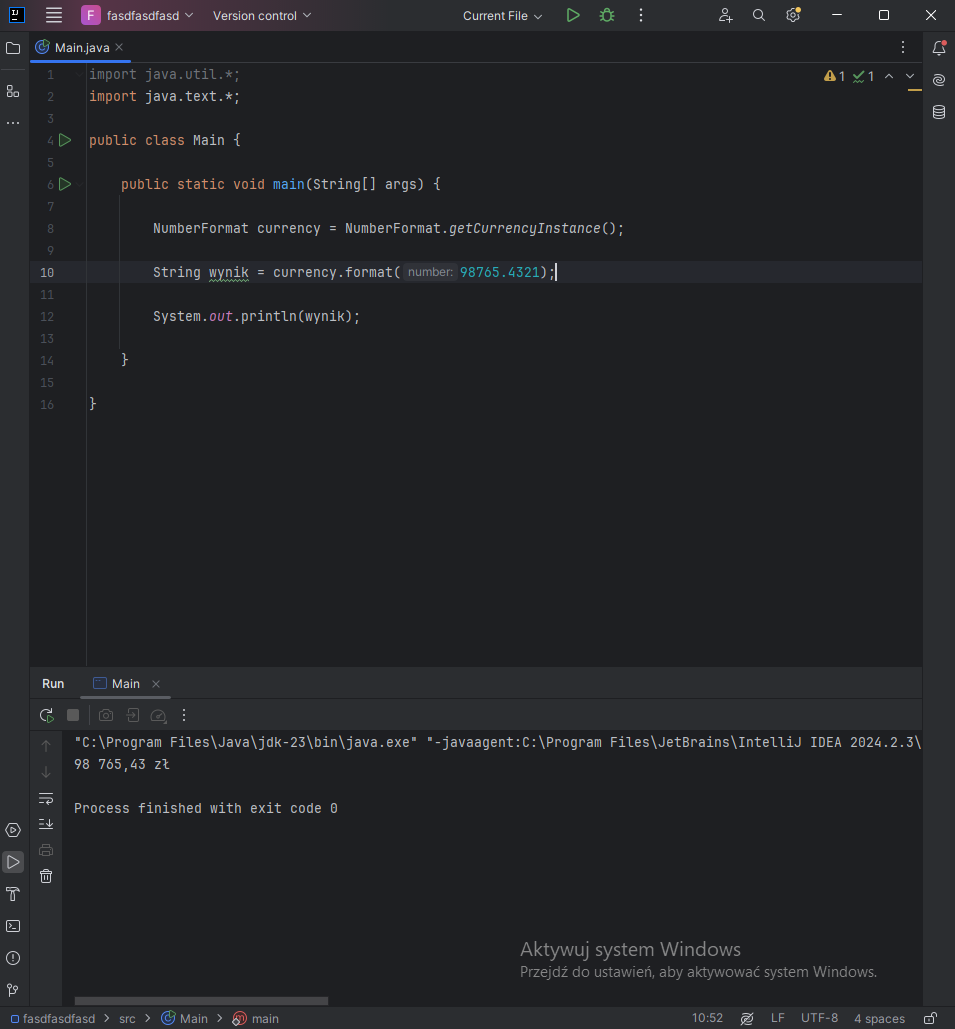 F fasdfasdfasd Version control Current File
Main.java
1 import java.util.*;
2 import java.text.*;
3
4 public class Main {
5
6 public static void main(String[] args) {
7
8 NumberFormat currency = NumberFormat.getCurrencyInstance();
9
10 String wynik = currency.format( number: 98765.4321);
11
12 System.out.println(wynik);
13
14 }
15
16 }
1 1
Run Main
"C:\Program Files\Java\jdk-23\bin\java.exe" "-javaagent:C:\Program Files\JetBrains\IntelliJ IDEA 2024.2.3\
98 765,43 zł
Process finished with exit code 0
Aktywuj system Windows
Przejdź do ustawień, aby aktywować system Windows.
fasdfasdfasd > src > Main > main 10:52 LF UTF-8 4 spaces